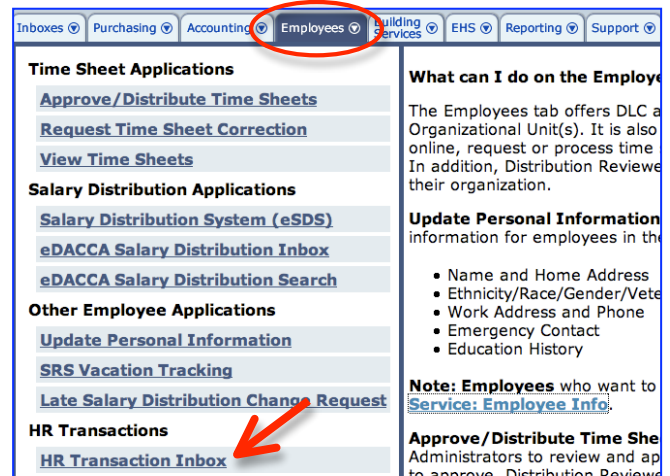 Inboxes Purchasing Accounting Employees Building Services EHS Reporting Support
Time Sheet Applications
Approve/Distribute Time Sheets
Request Time Sheet Correction
View Time Sheets
Salary Distribution Applications
Salary Distribution System (eSDS)
eDACCA Salary Distribution Inbox
eDACCA Salary Distribution Search
Other Employee Applications
Update Personal Information
SRS Vacation Tracking
Late Salary Distribution Change Request
HR Transactions
HR Transaction Inbox
What can I do on the Employe
The Employees tab offers DLC a
Organizational Unit(s). It is also
online, request or process time
In addition, Distribution Reviewe
their organization.
Update Personal Information
information for employees in the
• Name and Home Address
• Ethnicity/Race/Gender/Vete
• Work Address and Phone
• Emergency Contact
• Education History
Note: Employees who want to
Service: Employee Info.
Approve/Distribute Time She
Administrators to review and ap
to approve. Distribution Reviewe